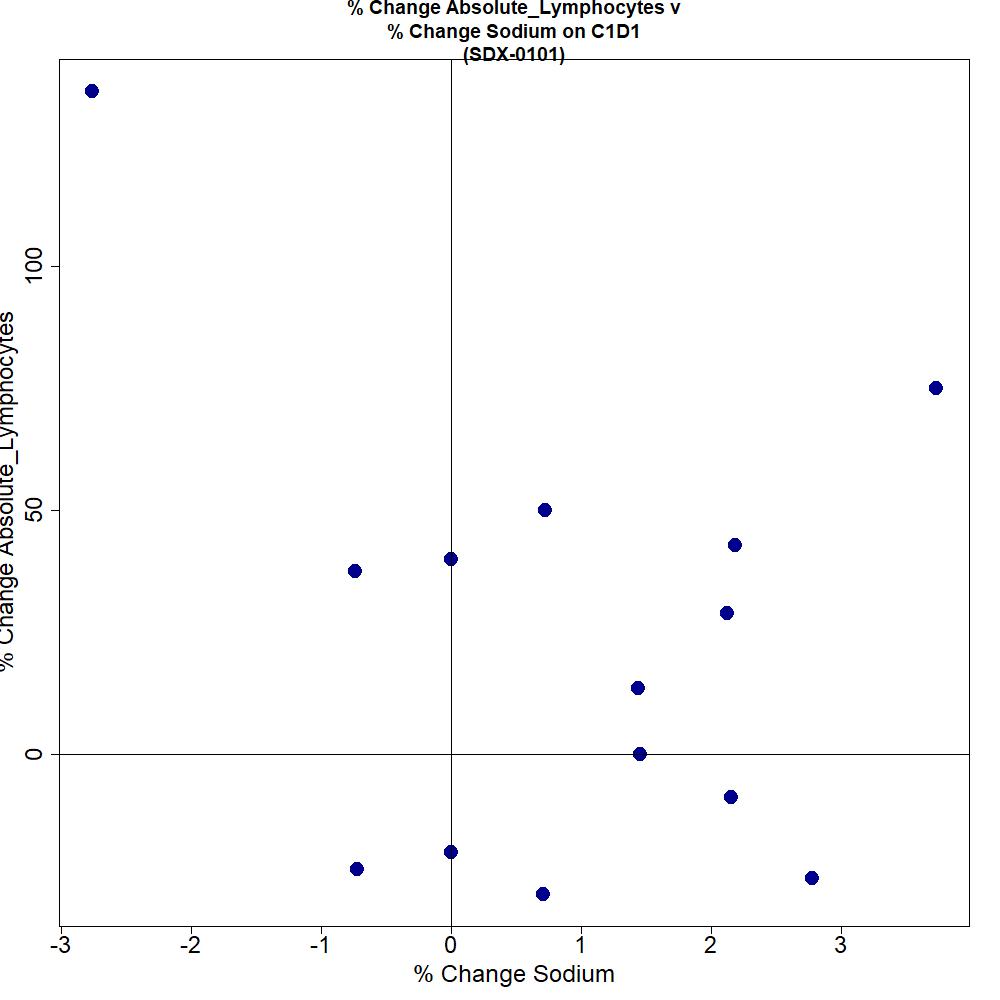 % Change Absolute_Lymphocytes v
% Change Sodium on C1D1
(SDX-0101)
% Change Absolute_Lymphocytes
100
50
0
-3 -2 -1 0 1 2 3
% Change Sodium